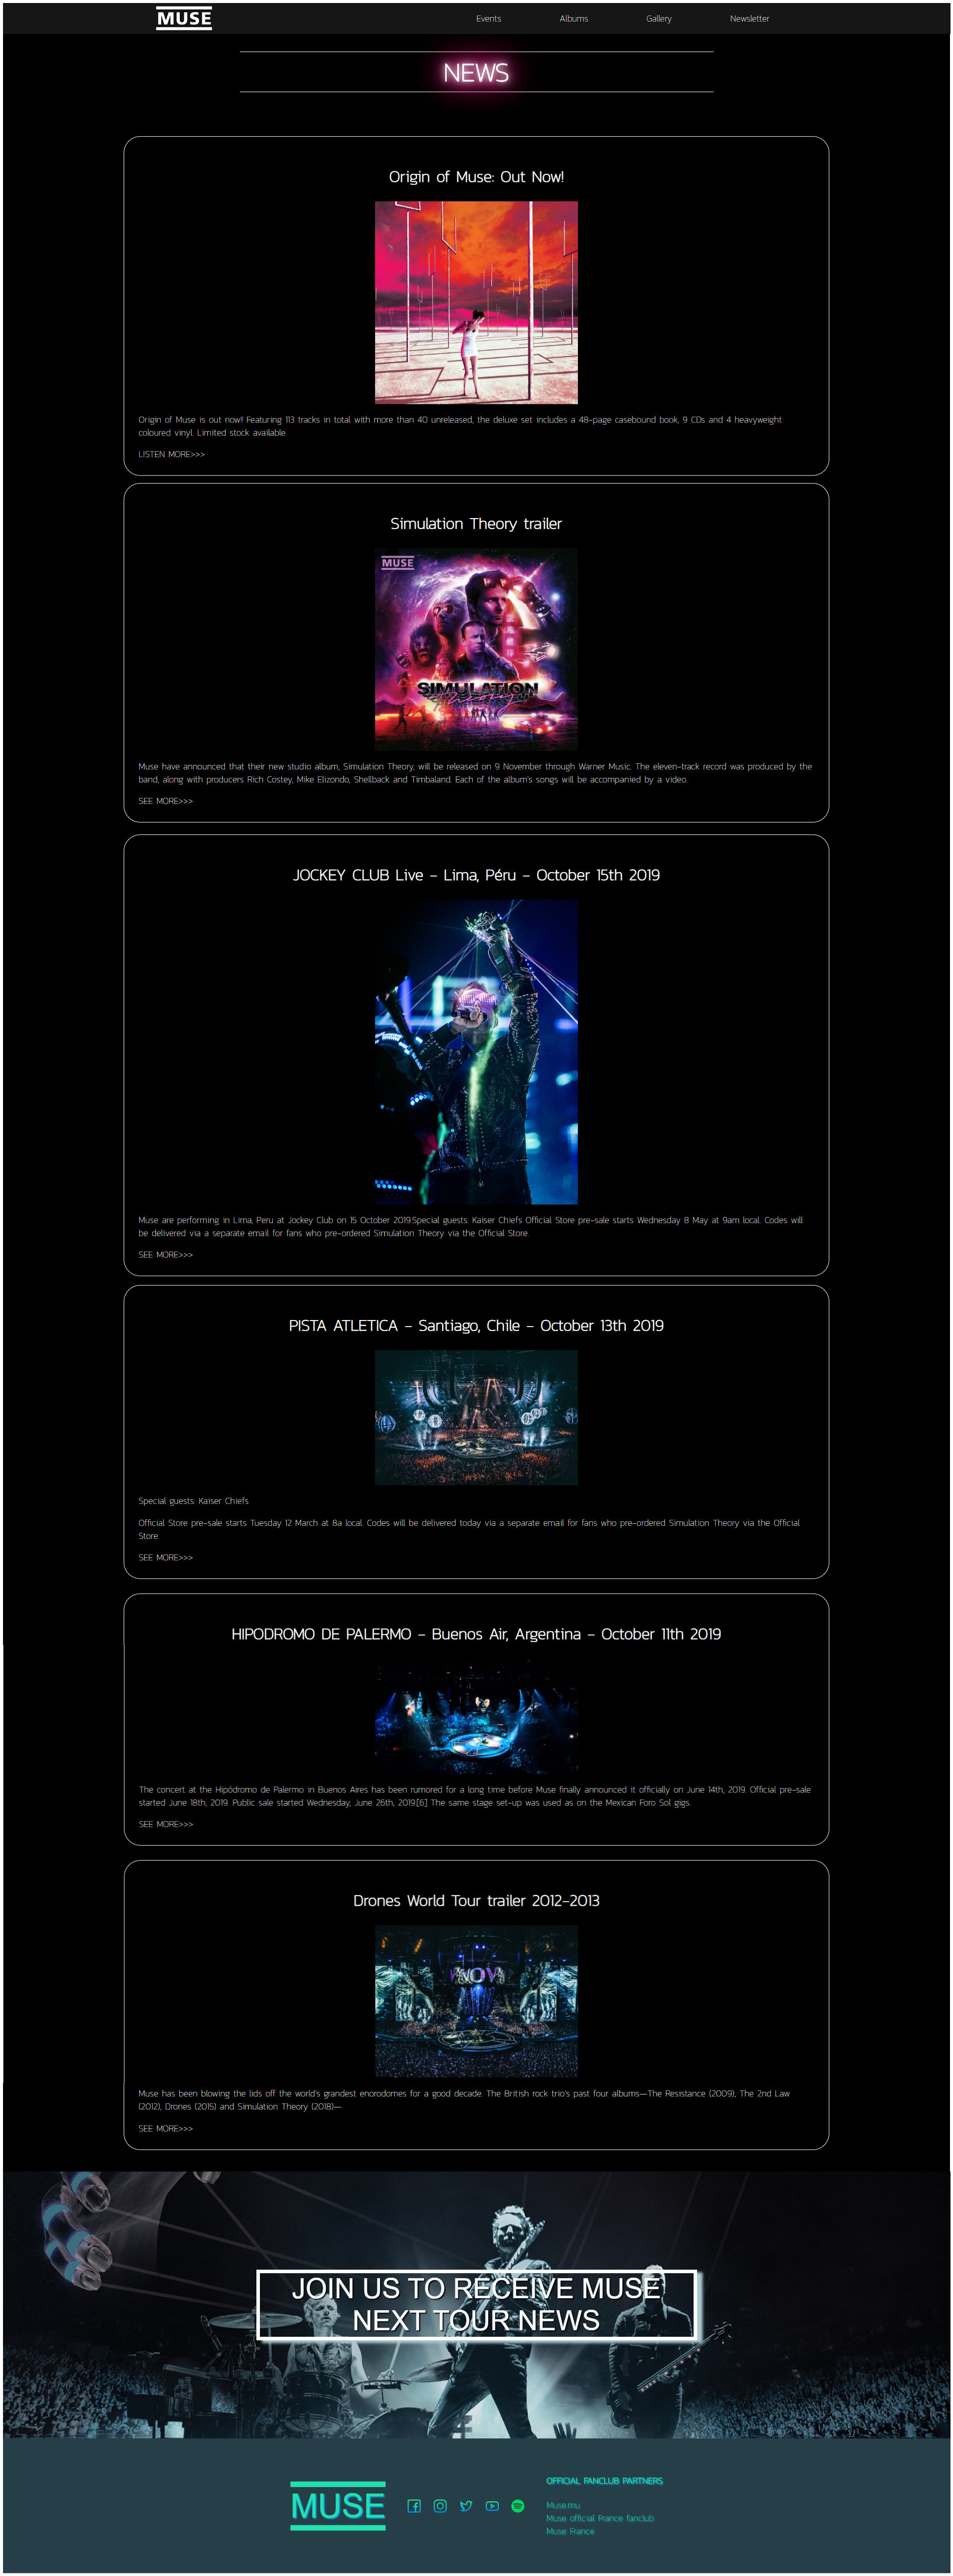 MUSE
Events Albums Gallery Newsletter
NEWS
Origin of Muse: Out Now!
Origin of Muse is out now!! Featuring 113 tracks in total with more than 40 unreleased, the deluxe set includes a 48-page casebound book, 9 CDs and 4 heavyweight
coloured vinyl. Limited stock available.
LISTEN MORE>>>
Simulation Theory trailer
MUSE
SIMULATION
theory
Muse have announced that their new studio album, Simulation Theory, will be released on 9 November through Warner Music. The eleven-track record was produced by the
band, along with producers Rich Costey, Mike Elizondo, Shellback and Timbaland. Each of the album's songs will be accompanied by a video.
SEE MORE>>>
JOCKEY CLUB Live - Lima, Péru - October 15th 2019
Muse are performing in Lima, Peru at Jockey Club on 15 October 2019.Special guests: Kaiser Chiefs Official Store pre-sale starts Wednesday 8 May at 9am local. Codes will
be delivered via a separate email for fans who pre-ordered Simulation Theory via the Official Store.
SEE MORE>>>
PISTA ATLETICA - Santiago, Chile - October 13th 2019
Special guests: Kaiser Chiefs
Official Store pre-sale starts Tuesday 12 March at 8a local. Codes will be delivered today via a separate email for fans who pre-ordered Simulation Theory via the Official
Store.
SEE MORE>>>
HIPODROMO DE PALERMO - Buenos Air, Argentina - October 11th 2019
The concert at the Hipódromo de Palermo in Buenos Aires has been rumored for a long time before Muse finally announced it officially on June 14th, 2019. Official pre-sale
started June 18th, 2019. Public sale started Wednesday, June 26th, 2019.[6] The same stage set-up was used as on the Mexican Foro Sol gigs.
SEE MORE>>>
Drones World Tour trailer 2012-2013
WOW
Muse has been blowing the lids off the world's grandest enorodomes for a good decade. The British rock trio's past four albums—The Resistance (2009), The 2nd Law
(2012), Drones (2015) and Simulation Theory (2018)—
SEE MORE>>>
JOIN US TO RECEIVE MUSE
NEXT TOUR NEWS
MUSE
OFFICIAL FANCLUB PARTNERS
Muse.mu
Muse official France fanclub
Muse France